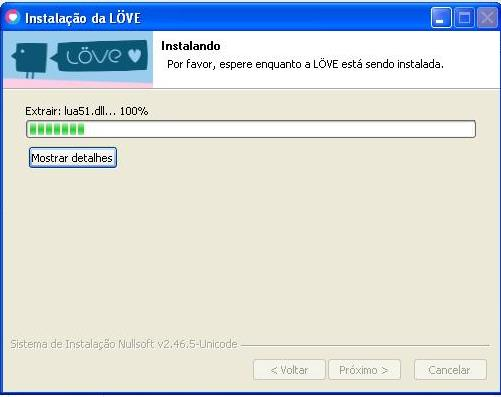 Instalação da LÖVE
LÖVE
Instalando
Por favor, espere enquanto a LÖVE está sendo instalada.
Extrair: lua51.dll... 100%
Mostrar detalhes
Sistema de Instalação Nullsoft v2.46.5-Unicode
< Voltar
Próximo >
Cancelar